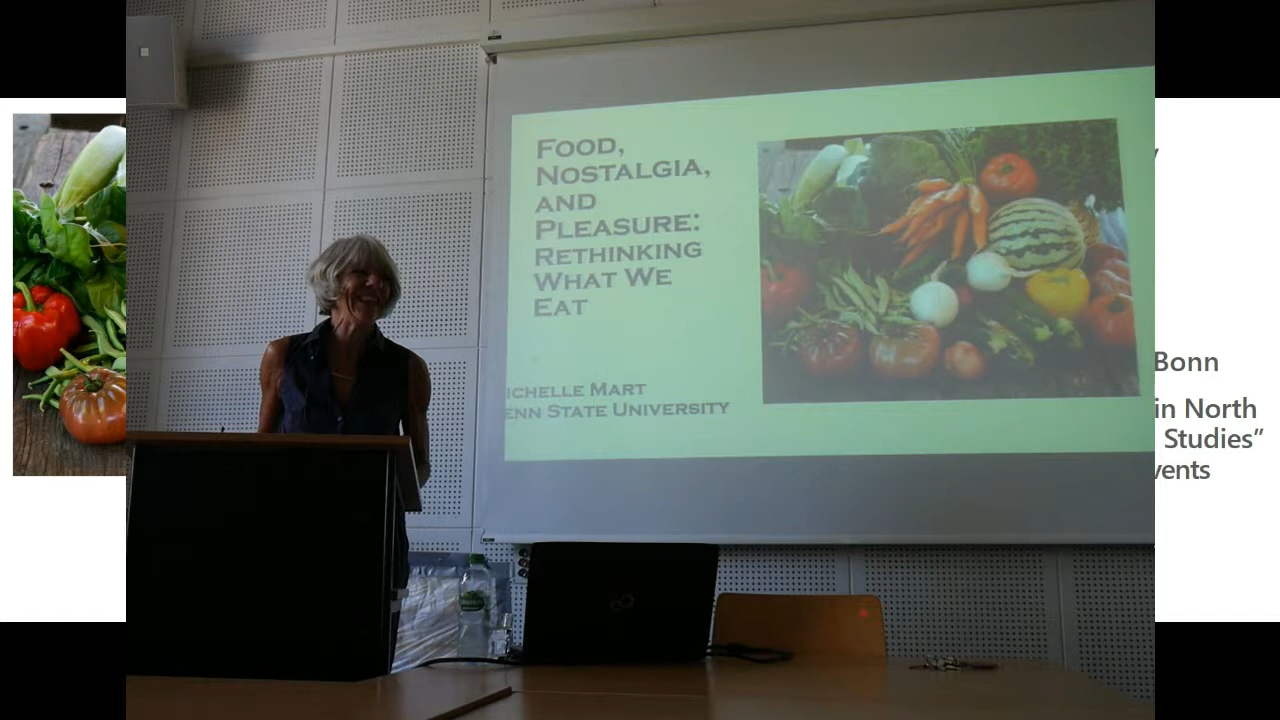 FOOD,
NOSTALGIA,
AND
PLEASURE:
RETHINKING
WHAT WE
EAT
ICHELLE MART
ENN STATE UNIVERSITY
Bonn
in North
Studies”
vents